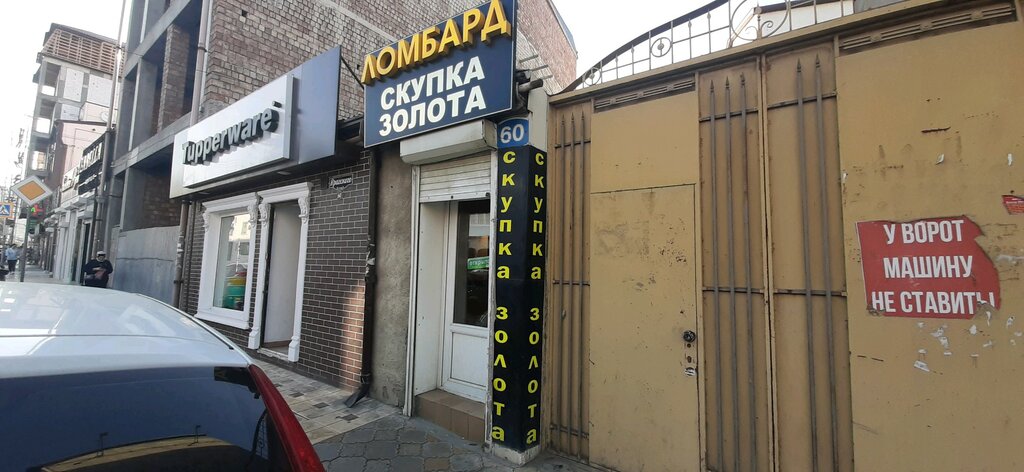 Tupperware
ЛОМБАРД
СКУПКА
ЗОЛОТА
60
СКУПКА ЗОЛОТА
СКУПКА ЗОЛОТА
У ВОРОТ
МАШИНУ
НЕ СТАВИТЬ!